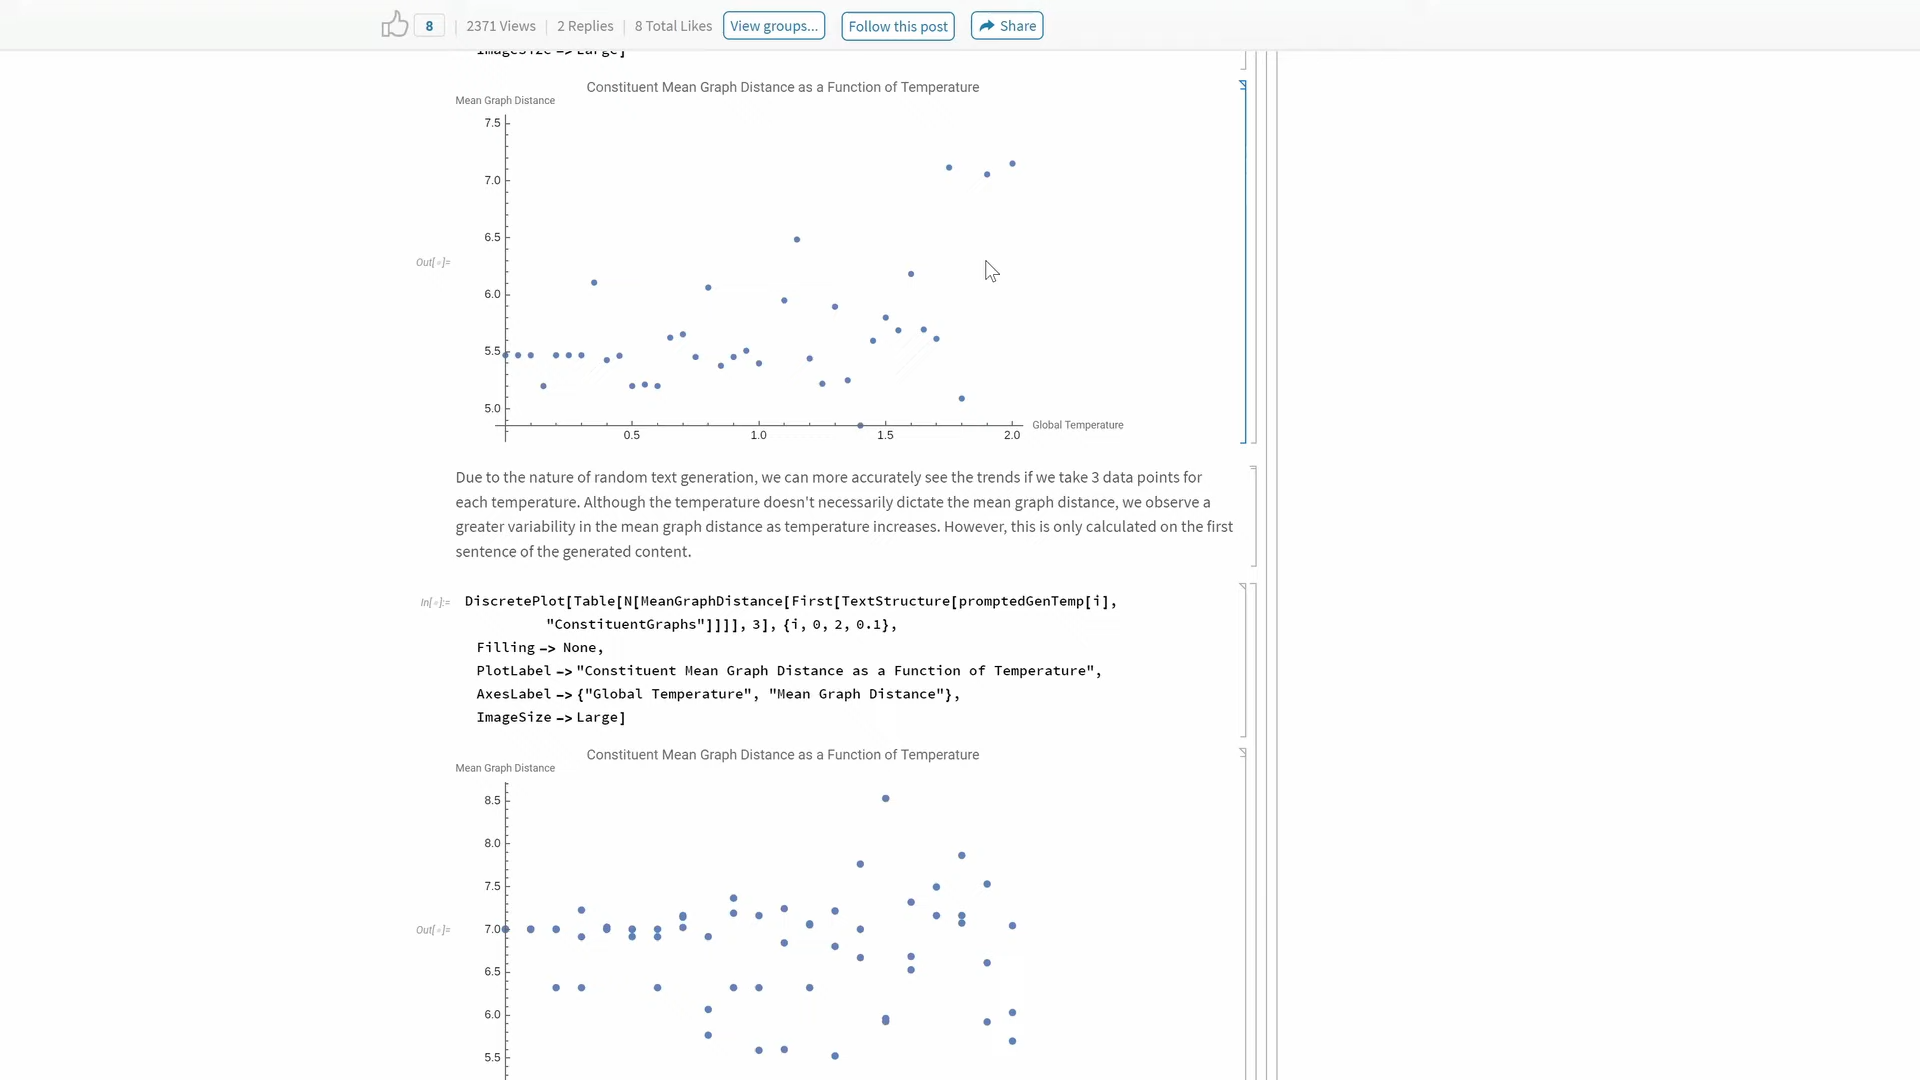 8 | 2371 Views | 2 Replies | 8 Total Likes View groups... Follow this post Share
ImageSize -> Large]
Constituent Mean Graph Distance as a Function of Temperature
Mean Graph Distance
7.5
7.0
6.5
Out[∘]=
6.0
5.5
5.0
Global Temperature
0.5 1.0 1.5 2.0
Due to the nature of random text generation, we can more accurately see the trends if we take 3 data points for
each temperature. Although the temperature doesn't necessarily dictate the mean graph distance, we observe a
greater variability in the mean graph distance as temperature increases. However, this is only calculated on the first
sentence of the generated content.
In[∘]:= DiscretePlot[Table[N[MeanGraphDistance[First[TextStructure[promptedGenTemp[i],
"ConstituentGraphs"]]]], 3], {i, 0, 2, 0.1},
Filling -> None,
PlotLabel -> "Constituent Mean Graph Distance as a Function of Temperature",
AxesLabel -> {"Global Temperature", "Mean Graph Distance"},
ImageSize -> Large]
Constituent Mean Graph Distance as a Function of Temperature
Mean Graph Distance
8.5
8.0
7.5
Out[∘]= 7.0
6.5
6.0
5.5